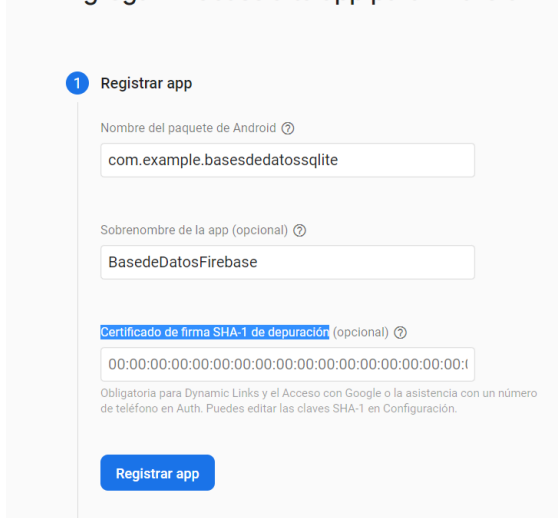 1 Registrar app
Nombre del paquete de Android ?
com.example.basesdedatossqlite
Sobrenombre de la app (opcional) ?
BasedeDatosFirebase
Certificado de firma SHA-1 de depuración (opcional) ?
00:00:00:00:00:00:00:00:00:00:00:00:00:00:00:00:00:
Obligatoria para Dynamic Links y el Acceso con Google o la asistencia con un número
de teléfono en Auth. Puedes editar las claves SHA-1 en Configuración.
Registrar app